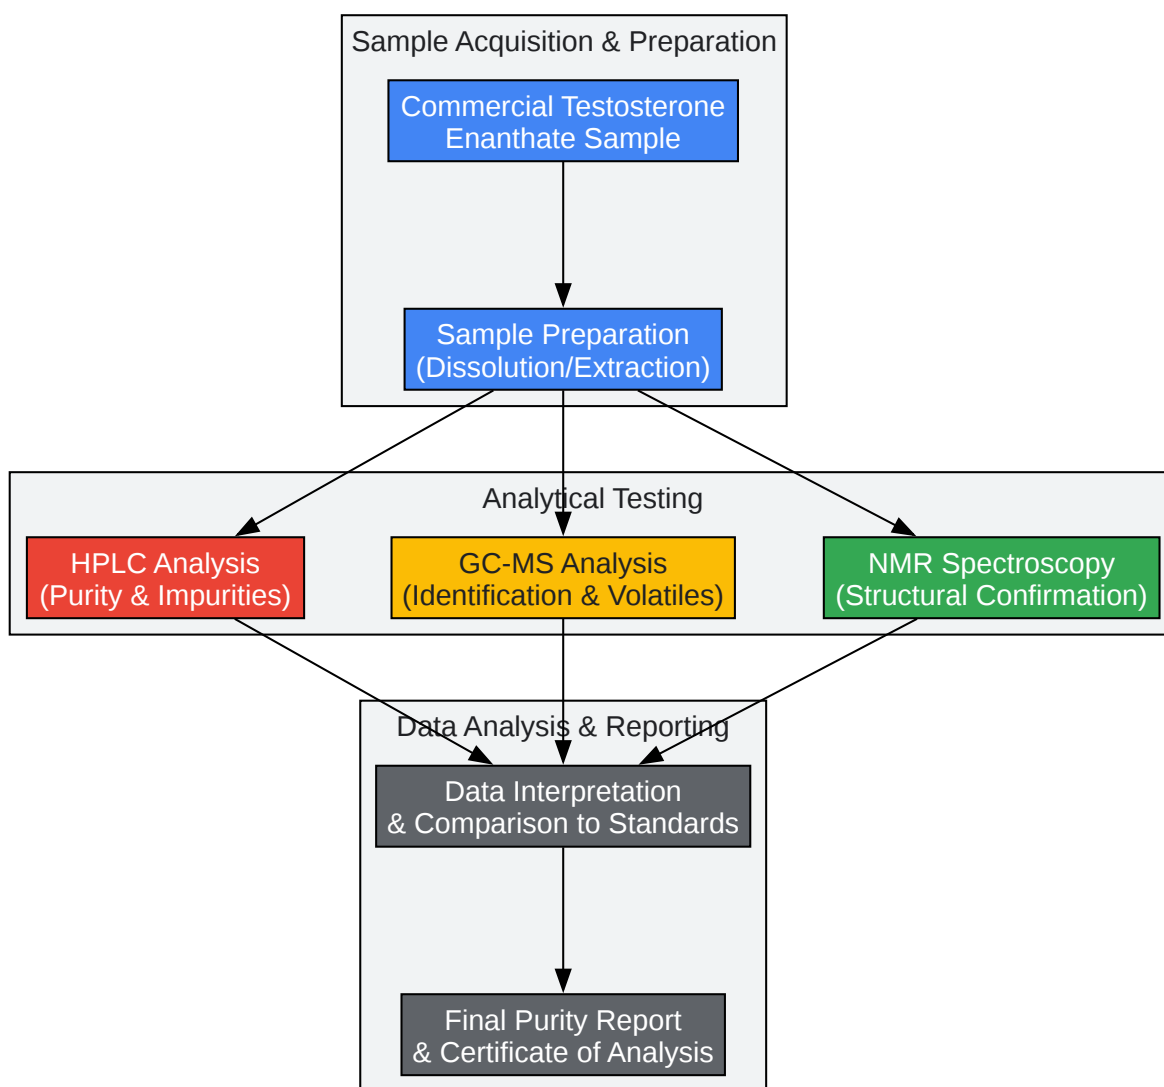 Sample Acquisition & Preparation
Commercial Testosterone
Enanthate Sample
Sample Preparation
(Dissolution/Extraction)
Analytical Testing
HPLC Analysis
(Purity & Impurities)
GC-MS Analysis
(Identification & Volatiles)
NMR Spectroscopy
(Structural Confirmation)
Data Analysis & Reporting
Data Interpretation
& Comparison to Standards
Final Purity Report
& Certificate of Analysis